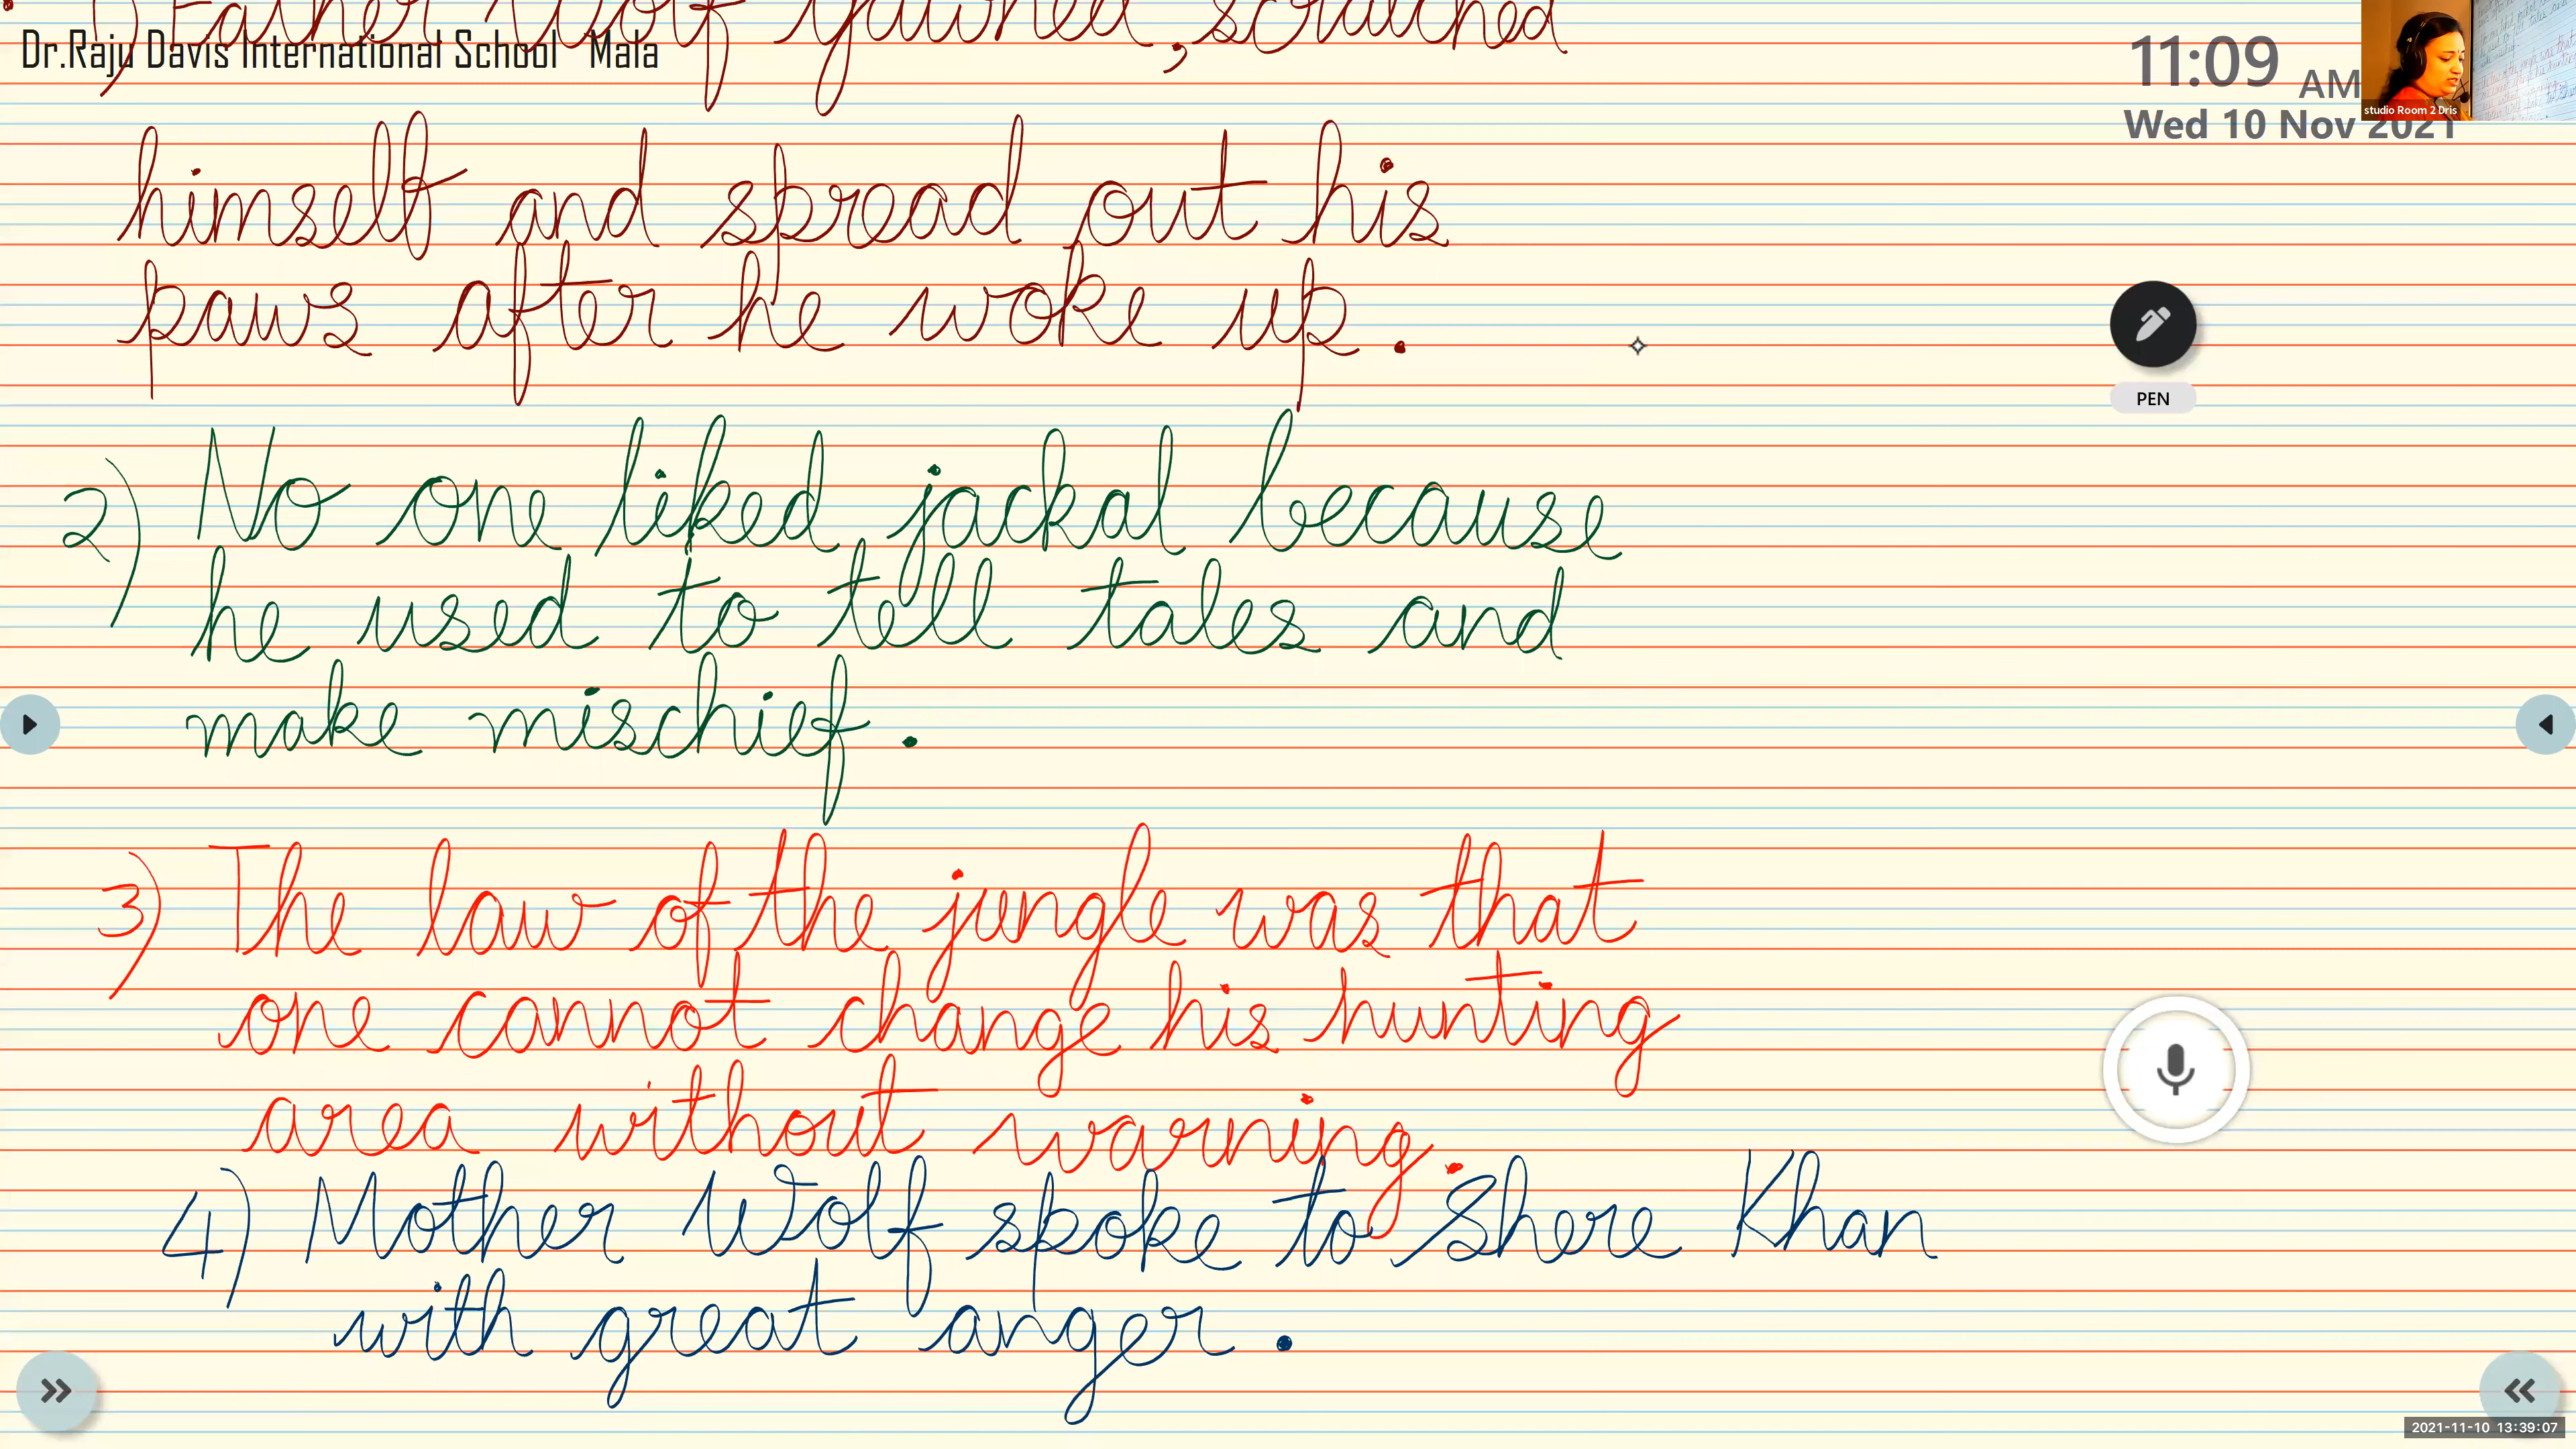 1) Father Wolf yawned, scratched
Dr.Raju Davis International School Mala
11:09 AM
Wed 10 Nov 2021
studio Room 2 Dris
himself and spread out his
paws after he woke up.
PEN
2) No one liked jackal because
he used to tell tales and
make mischief.
3) The law of the jungle was that
one cannot change his hunting
area without warning.
4) Mother Wolf spoke to Shere Khan
with great anger.
2021-11-10 13:39:07